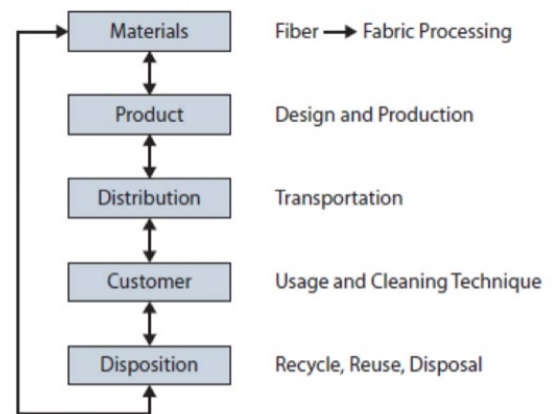 Materials Fiber → Fabric Processing
Product Design and Production
Distribution Transportation
Customer Usage and Cleaning Technique
Disposition Recycle, Reuse, Disposal